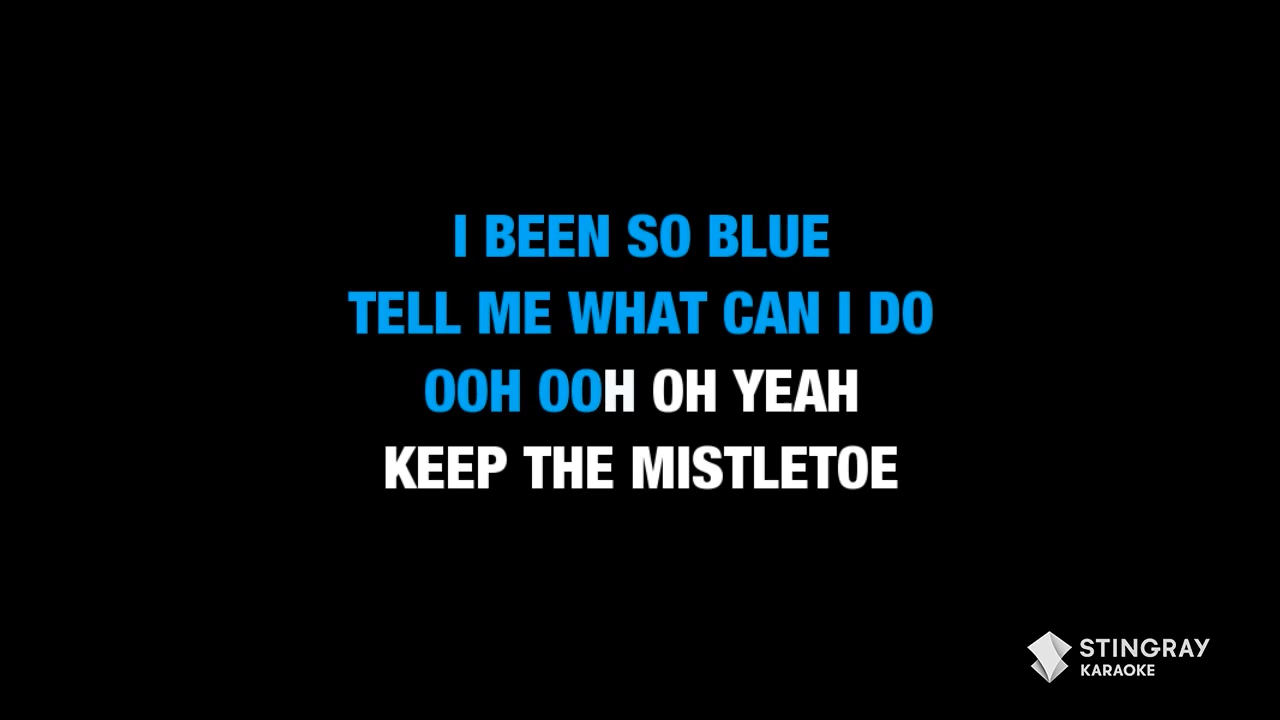 I BEEN SO BLUE
TELL ME WHAT CAN I DO
OOH OOH OH YEAH
KEEP THE MISTLETOE
STINGRAY
KARAOKE